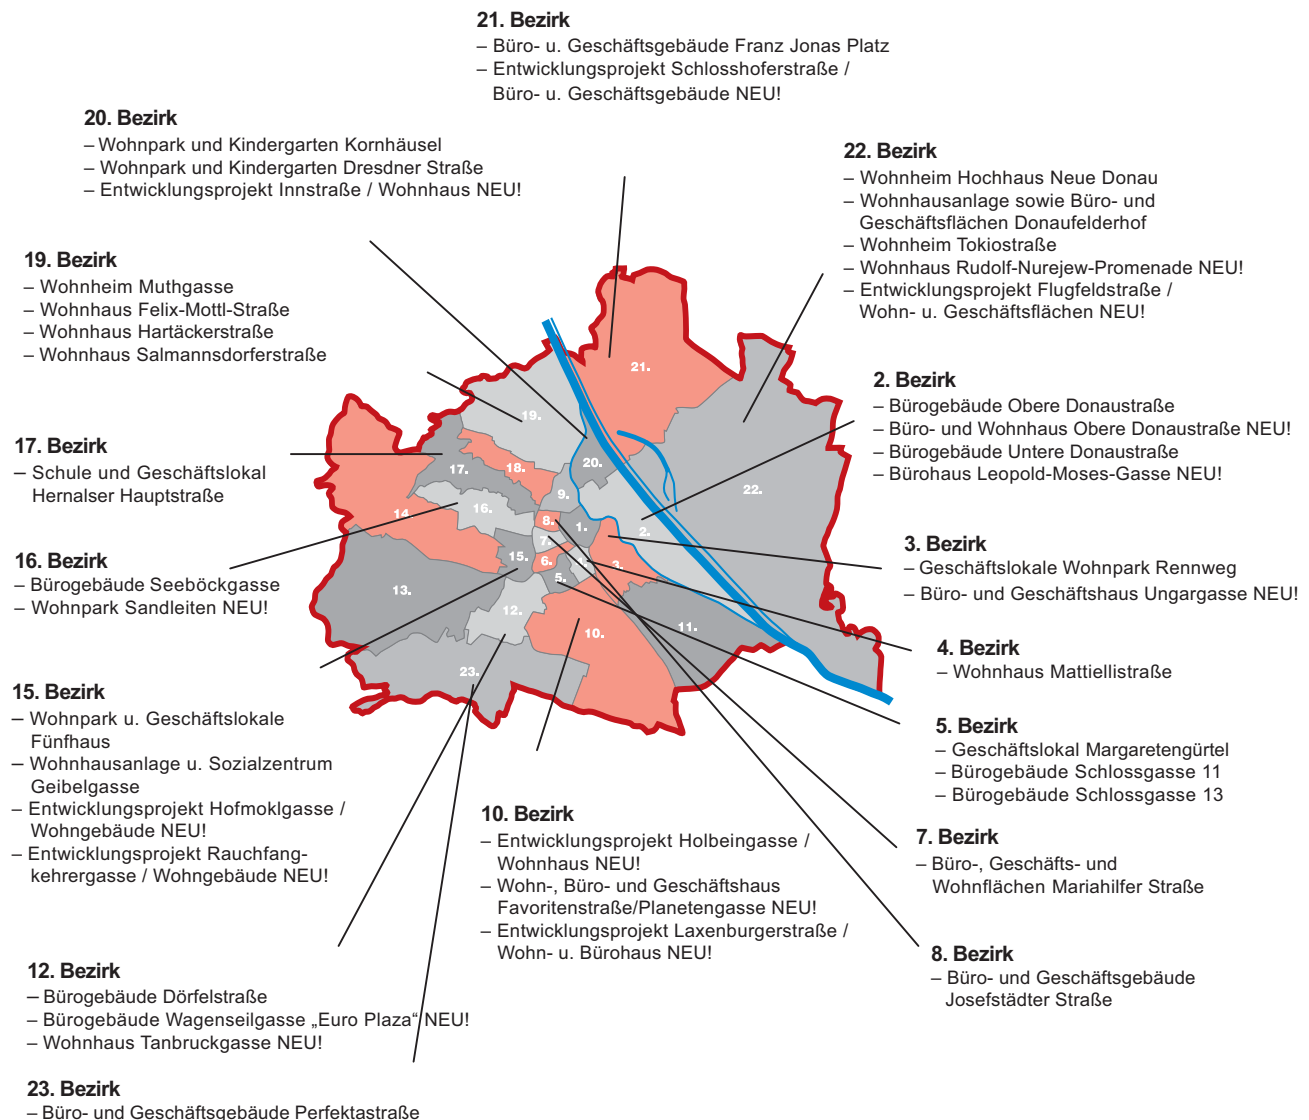 21. Bezirk
– Büro- u. Geschäftsgebäude Franz Jonas Platz
– Entwicklungsprojekt Schlosshoferstraße /
Büro- u. Geschäftsgebäude NEU!
20. Bezirk
– Wohnpark und Kindergarten Kornhäusel
– Wohnpark und Kindergarten Dresdner Straße
– Entwicklungsprojekt Innstraße / Wohnhaus NEU!
22. Bezirk
– Wohnheim Hochhaus Neue Donau
– Wohnhausanlage sowie Büro- und
Geschäftsflächen Donaufelderhof
– Wohnheim Tokiostraße
– Wohnhaus Rudolf-Nurejew-Promenade NEU!
– Entwicklungsprojekt Flugfeldstraße /
Wohn- u. Geschäftsflächen NEU!
19. Bezirk
– Wohnheim Muthgasse
– Wohnhaus Felix-Mottl-Straße
– Wohnhaus Hartäckerstraße
– Wohnhaus Salmannsdorferstraße
2. Bezirk
– Bürogebäude Obere Donaustraße
– Büro- und Wohnhaus Obere Donaustraße NEU!
– Bürogebäude Untere Donaustraße
– Bürohaus Leopold-Moses-Gasse NEU!
17. Bezirk
– Schule und Geschäftslokal
Hernalser Hauptstraße
16. Bezirk
– Bürogebäude Seeböckgasse
– Wohnpark Sandleiten NEU!
3. Bezirk
– Geschäftslokale Wohnpark Rennweg
– Büro- und Geschäftshaus Ungargasse NEU!
4. Bezirk
– Wohnhaus Mattiellistraße
15. Bezirk
– Wohnpark u. Geschäftslokale
Fünfhaus
– Wohnhausanlage u. Sozialzentrum
Geibelgasse
– Entwicklungsprojekt Hofmoklgasse /
Wohngebäude NEU!
– Entwicklungsprojekt Rauchfang-
kehrergasse / Wohngebäude NEU!
5. Bezirk
– Geschäftslokal Margaretengürtel
– Bürogebäude Schlossgasse 11
– Bürogebäude Schlossgasse 13
10. Bezirk
– Entwicklungsprojekt Holbeingasse /
Wohnhaus NEU!
– Wohn-, Büro- und Geschäftshaus
Favoritenstraße/Planetengasse NEU!
– Entwicklungsprojekt Laxenburgerstraße /
Wohn- u. Bürohaus NEU!
7. Bezirk
– Büro-, Geschäfts- und
Wohnflächen Mariahilfer Straße
8. Bezirk
– Büro- und Geschäftsgebäude
Josefstädter Straße
12. Bezirk
– Bürogebäude Dörfelstraße
– Bürogebäude Wagenseilgasse „Euro Plaza“ NEU!
– Wohnhaus Tanbruckgasse NEU!
23. Bezirk
– Büro- und Geschäftsgebäude Perfektastraße
21.
19.
20.
18.
17.
22.
9.
16.
14.
8.
1.
2.
7.
15.
6.
4.
3.
5.
13.
12.
10.
11.
23.